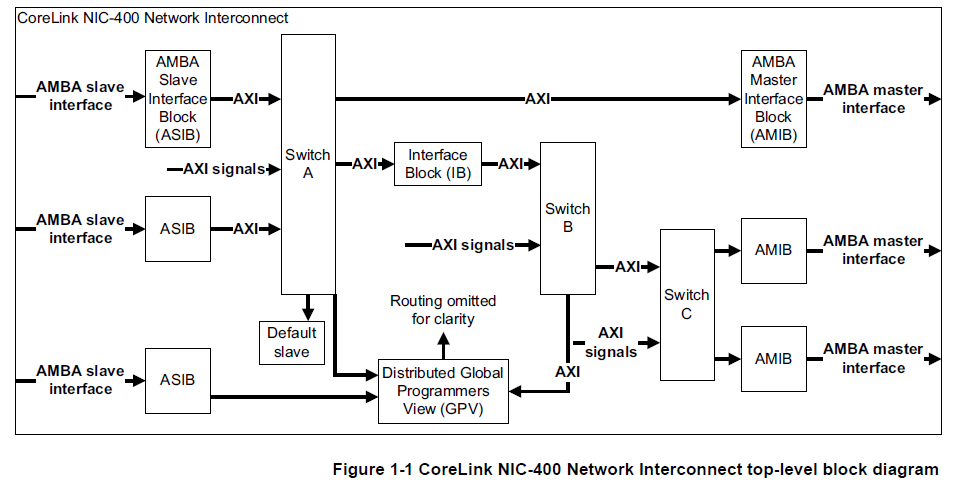 CoreLink NIC-400 Network Interconnect
AMBA slave
interface
AMBA
Slave
Interface
Block
(ASIB)
AXI
AXI
AMBA
Master
Interface
Block
(AMIB)
AMBA master
interface
AXI signals
Switch
A
AXI
Interface
Block (IB)
AXI
AMBA slave
interface
ASIB
AXI
Switch
B
AXI signals
AXI
Switch
C
AMIB
AMBA master
interface
Default
slave
Routing omitted
for clarity
AXI
signals
AMIB
AMBA master
interface
AMBA slave
interface
ASIB
Distributed Global
Programmers
View (GPV)
AXI
Figure 1-1 CoreLink NIC-400 Network Interconnect top-level block diagram